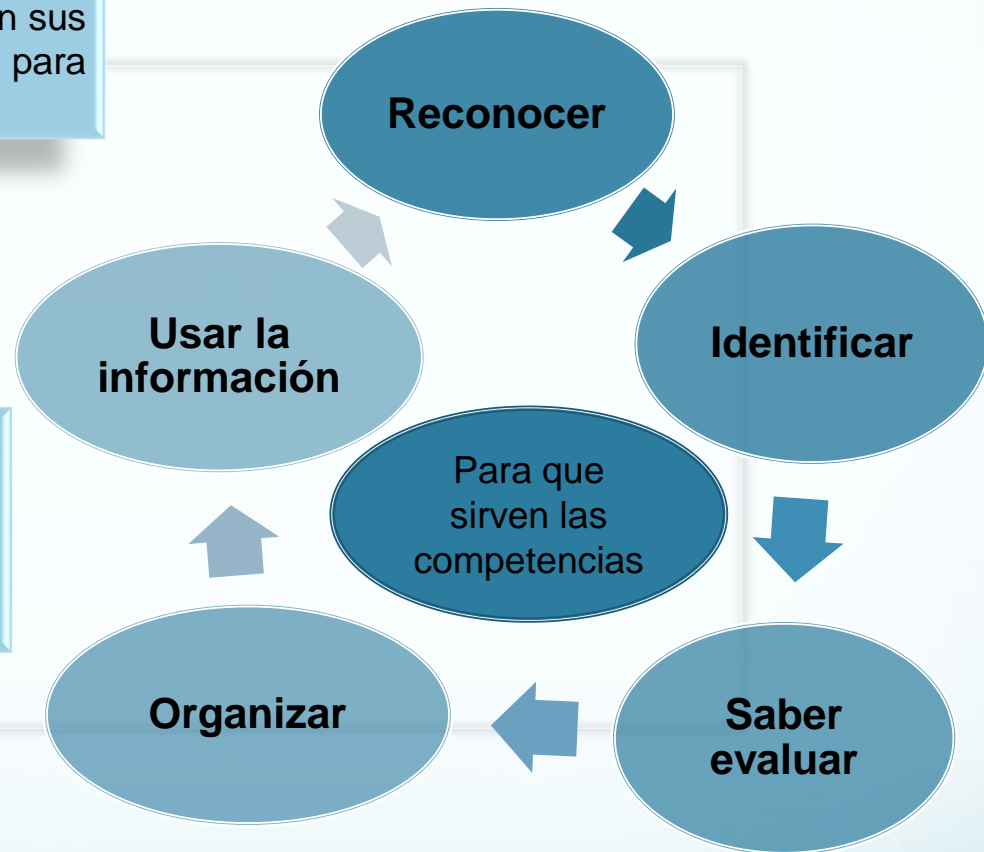 n sus
para
Reconocer
Identificar
Saber
evaluar
Organizar
Usar la
información
Para que
sirven las
competencias